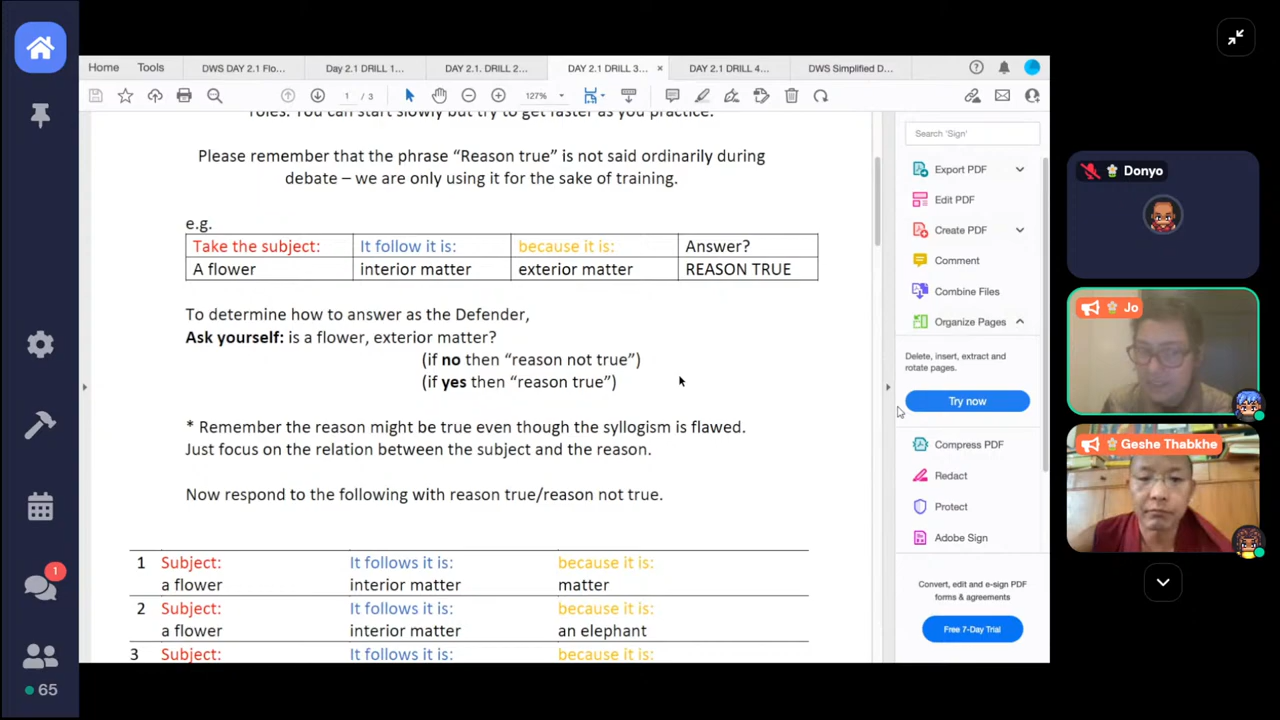 Home Tools DWS DAY 2.1 Flo... Day 2.1 DRILL 1... DAY 2.1. DRILL 2... DAY 2.1 DRILL 3... × DAY 2.1 DRILL 4... DWS Simplified D...
1 / 3 127%
roles. You can start slowly but try to get faster as you practice.
Please remember that the phrase “Reason true” is not said ordinarily during
debate – we are only using it for the sake of training.
e.g.
Take the subject: It follow it is: because it is: Answer?
A flower interior matter exterior matter REASON TRUE
To determine how to answer as the Defender,
Ask yourself: is a flower, exterior matter?
(if no then “reason not true”)
(if yes then “reason true”)
* Remember the reason might be true even though the syllogism is flawed.
Just focus on the relation between the subject and the reason.
Now respond to the following with reason true/reason not true.
1 Subject: It follows it is: because it is:
a flower interior matter matter
2 Subject: It follows it is: because it is:
a flower interior matter an elephant
3 Subject: It follows it is: because it is:
Search 'Sign'
Export PDF
Edit PDF
Create PDF
Comment
Combine Files
Organize Pages
Delete, insert, extract and
rotate pages.
Try now
Compress PDF
Redact
Protect
Adobe Sign
Convert, edit and e-sign PDF
forms & agreements
Free 7-Day Trial
Donyo
Jo
Geshe Thabkhe
1
65